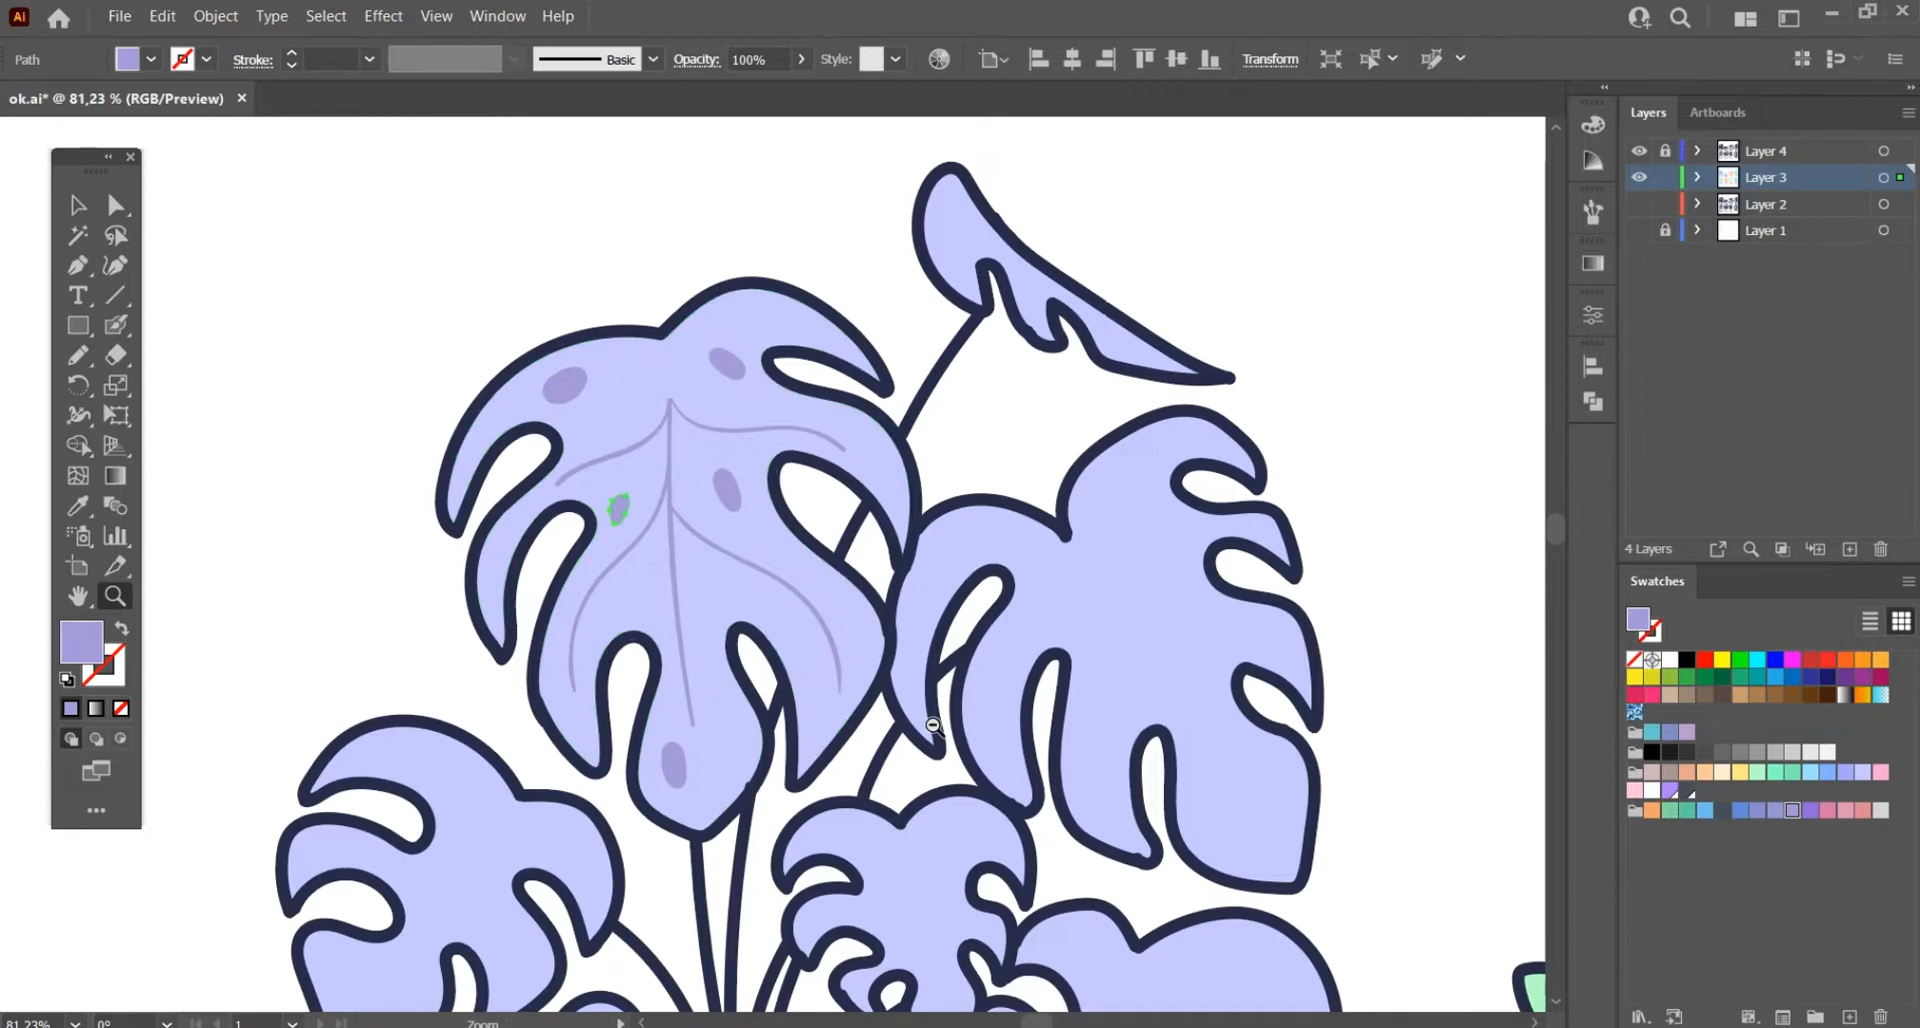 Ai File Edit Object Type Select Effect View Window Help
Path Stroke: Basic Opacity: 100% Style: Transform
ok.ai* @ 81,23 % (RGB/Preview)
Layers Artboards
Layer 4
Layer 3
Layer 2
Layer 1
4 Layers
Swatches
81,23% 0° 1 Zoom